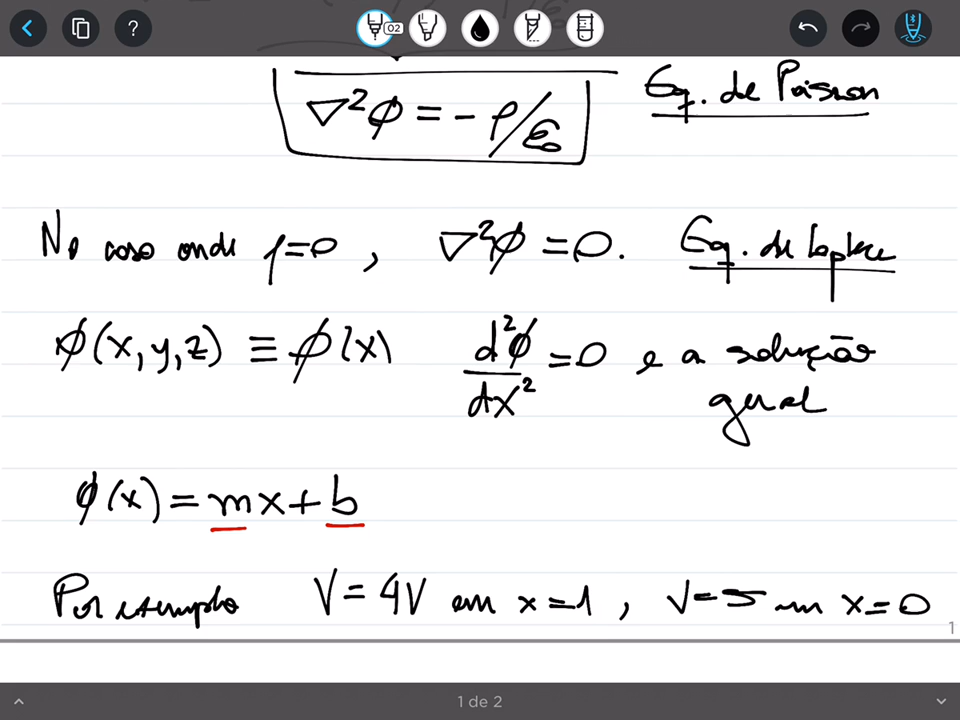 ∇²φ = -ρ/ε₀ Eq. de Poisson
No caso onde ρ=0, ∇²φ=0. Eq. de Laplace
φ(x,y,z) ≡ φ(x) d²φ/dx² =0 e a solução
geral
φ(x) = mx+b
Por exemplo V=4V em x=1, V=5 em x=0
1
1 de 2